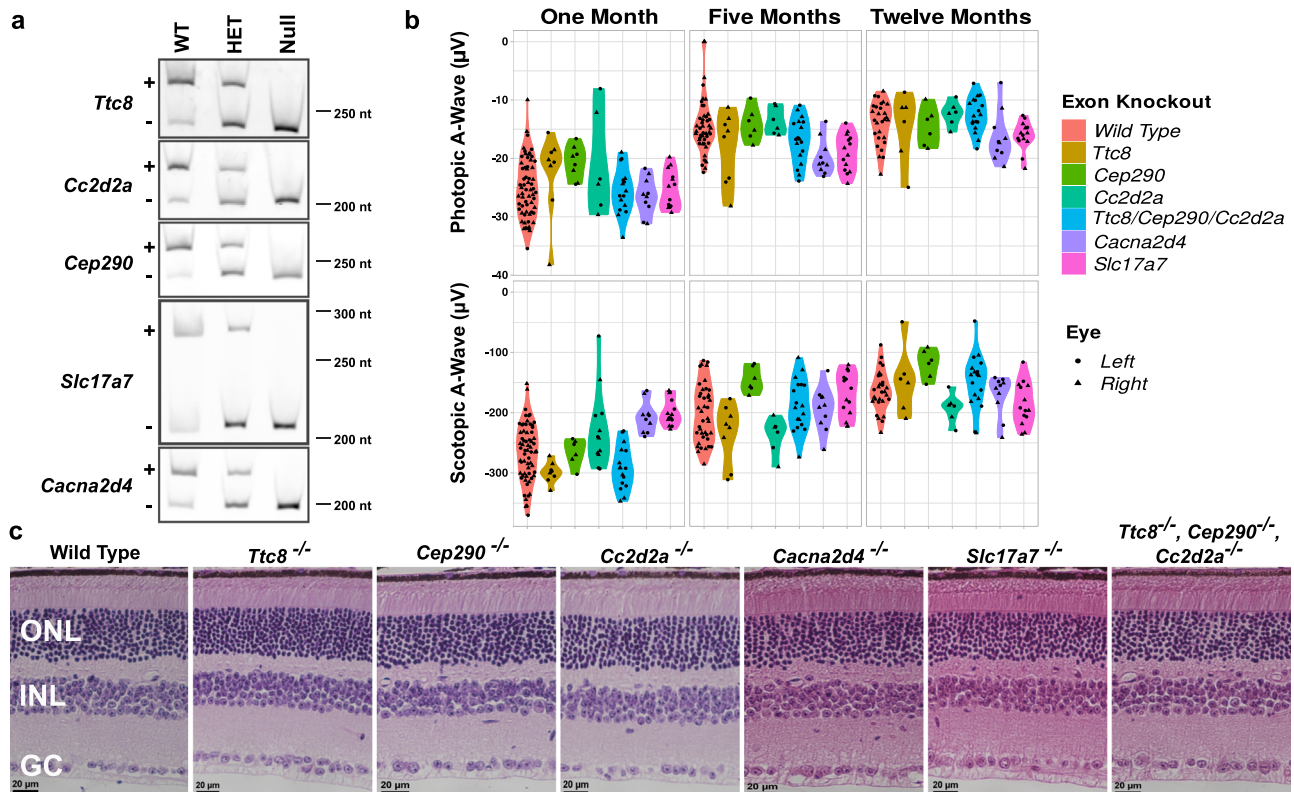 a
WT
HET
Null
Ttc8
+
-
250 nt
Cc2d2a
+
-
200 nt
Cep290
+
-
250 nt
Slc17a7
+
-
300 nt
250 nt
200 nt
Cacna2d4
+
-
200 nt
b
One Month
Five Months
Twelve Months
Photopic A-Wave (µV)
0
-10
-20
-30
-40
Scotopic A-Wave (µV)
0
-100
-200
-300
Exon Knockout
Wild Type
Ttc8
Cep290
Cc2d2a
Ttc8/Cep290/Cc2d2a
Cacna2d4
Slc17a7
Eye
Left
Right
c
Wild Type
Ttc8 -/-
Cep290 -/-
Cc2d2a -/-
Cacna2d4 -/-
Slc17a7 -/-
Ttc8-/-, Cep290-/-,
Cc2d2a-/-
ONL
INL
GC
20 µm
20 µm
20 µm
20 µm
20 µm
20 µm
20 µm